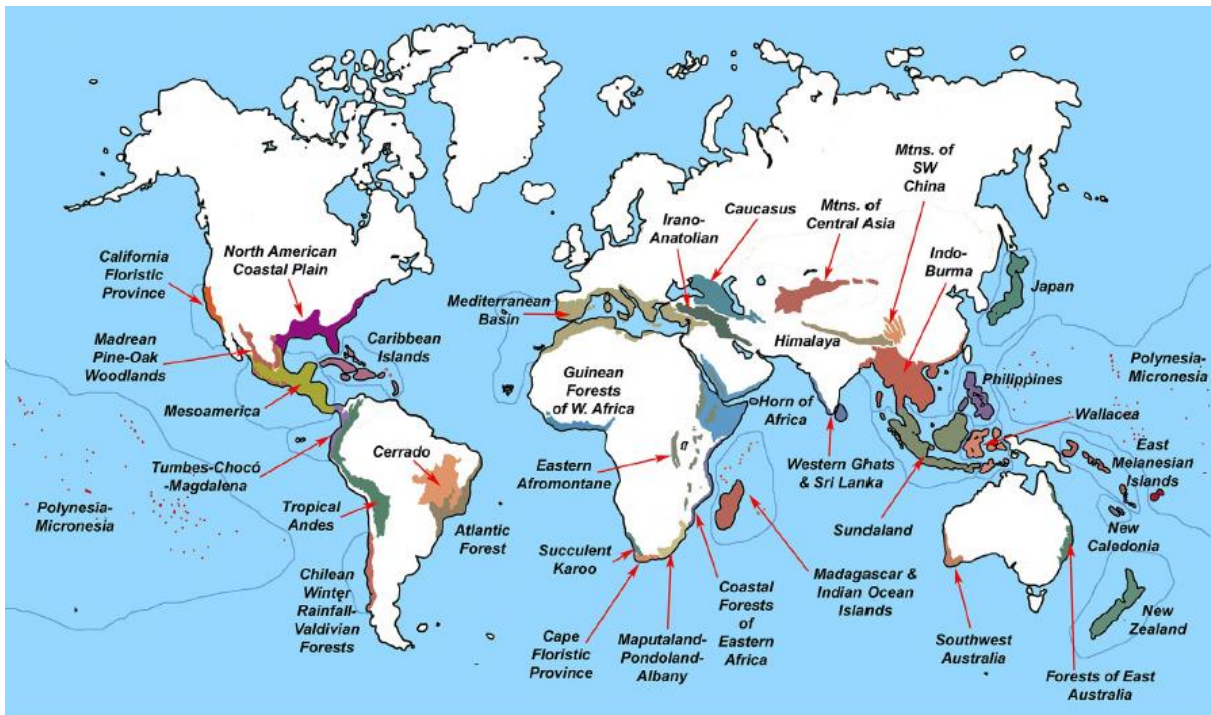 Mtns. of
SW
China
Caucasus
Mtns. of
Central Asia
Irano-
Anatolian
North American
Coastal Plain
Indo-
Burma
California
Floristic
Province
Japan
Mediterranean
Basin
Madrean
Pine-Oak
Woodlands
Caribbean
Islands
Himalaya
Polynesia-
Micronesia
Guinean
Forests
of W. Africa
Philippines
Mesoamerica
Horn of
Africa
Wallacea
Cerrado
Tumbes-Chocó
-Magdalena
Eastern
Afromontane
Western Ghats
& Sri Lanka
East
Melanesian
Islands
Polynesia-
Micronesia
Tropical
Andes
Atlantic
Forest
Sundaland
New
Caledonia
Succulent
Karoo
Chilean
Winter
Rainfall-
Valdivian
Forests
Madagascar &
Indian Ocean
Islands
Coastal
Forests
of
Eastern
Africa
Cape
Floristic
Province
Maputaland-
Pondoland-
Albany
New
Zealand
Southwest
Australia
Forests of East
Australia